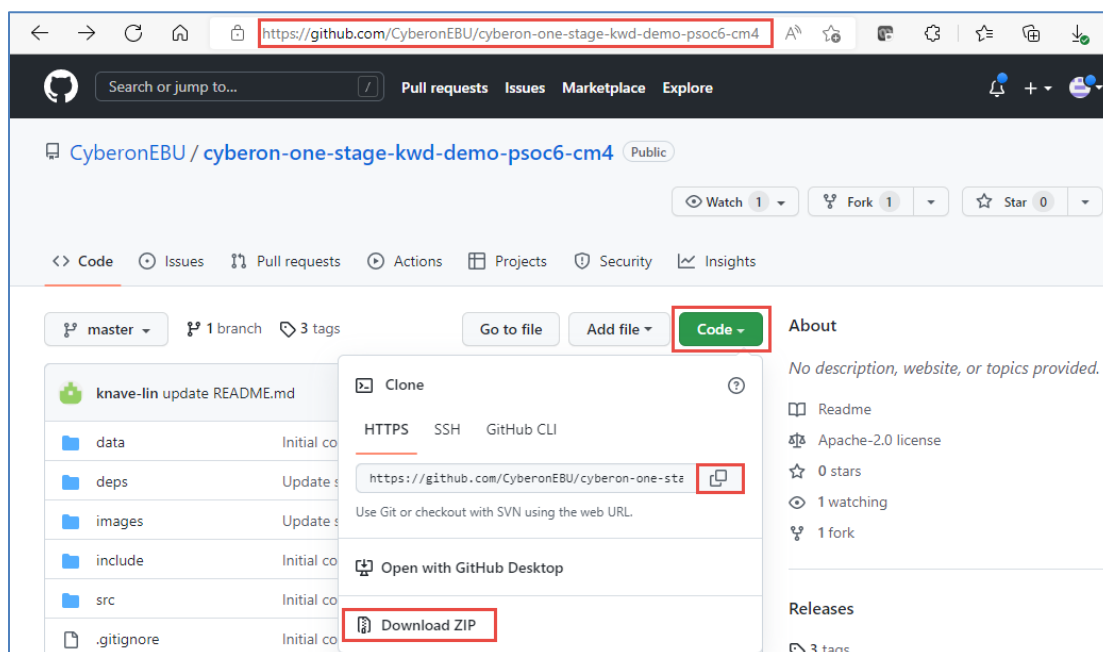 https://github.com/CyberonEBU/cyberon-one-stage-kwd-demo-psoc6-cm4
Search or jump to... /
Pull requests Issues Marketplace Explore
CyberonEBU / cyberon-one-stage-kwd-demo-psoc6-cm4 Public
Watch 1 Fork 1 Star 0
Code Issues Pull requests Actions Projects Security Insights
master 1 branch 3 tags Go to file Add file Code
About
No description, website, or topics provided.
Readme
Apache-2.0 license
0 stars
1 watching
1 fork
Releases
3 tags
knave-lin update README.md
data Initial co
deps Update s
images Update s
include Initial co
src Initial co
.gitignore Initial co
Clone
HTTPS SSH GitHub CLI
https://github.com/CyberonEBU/cyberon-one-sta
Use Git or checkout with SVN using the web URL.
Open with GitHub Desktop
Download ZIP